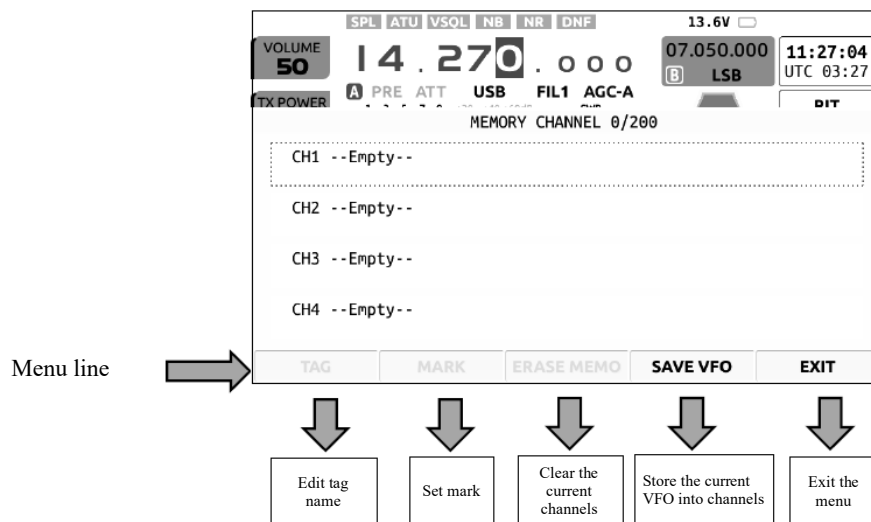 SPL ATU VSQL NB NR DNF 13.6V
VOLUME
50
14.270.000
07.050.000
B LSB
11:27:04
UTC 03:27
A PRE ATT USB FIL1 AGC-A
TX POWER
RIT
MEMORY CHANNEL 0/200
CH1 --Empty--
CH2 --Empty--
CH3 --Empty--
CH4 --Empty--
Menu line
TAG MARK ERASE MEMO SAVE VFO EXIT
Edit tag
name
Set mark
Clear the
current
channels
Store the current
VFO into channels
Exit the
menu